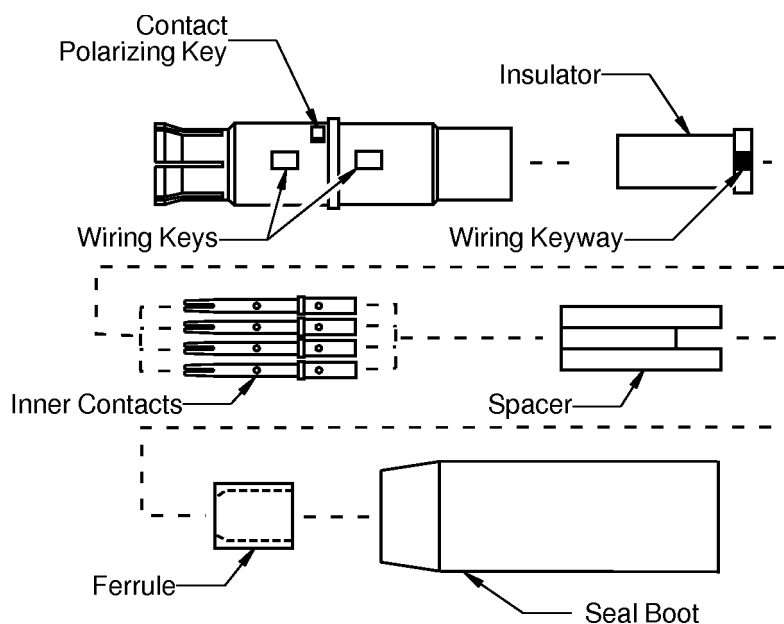 Contact
Polarizing Key
Insulator
Wiring Keys
Wiring Keyway
Inner Contacts
Spacer
Ferrule
Seal Boot